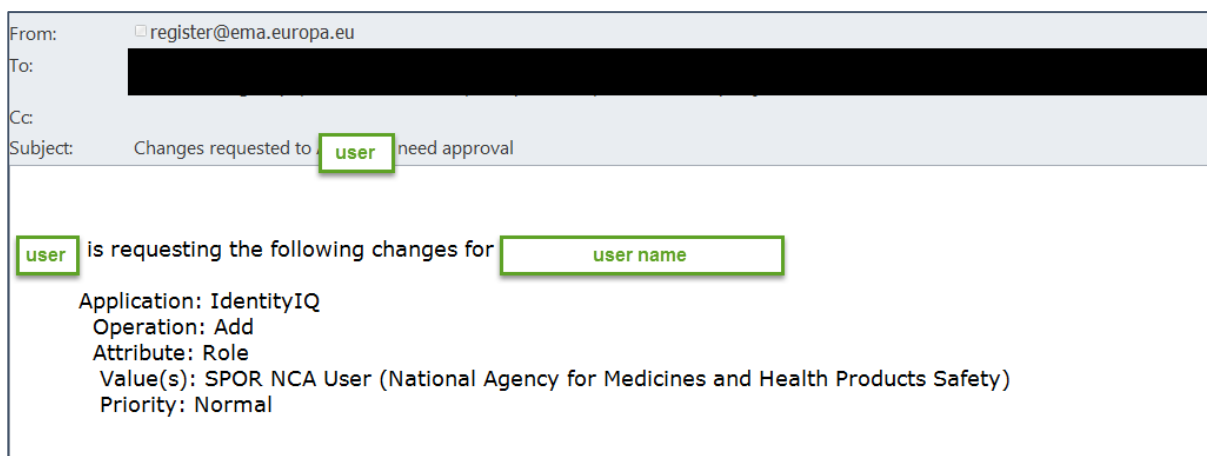 From: register@ema.europa.eu
To:
Cc:
Subject: Changes requested to user need approval
user is requesting the following changes for user name
Application: IdentityIQ
Operation: Add
Attribute: Role
Value(s): SPOR NCA User (National Agency for Medicines and Health Products Safety)
Priority: Normal